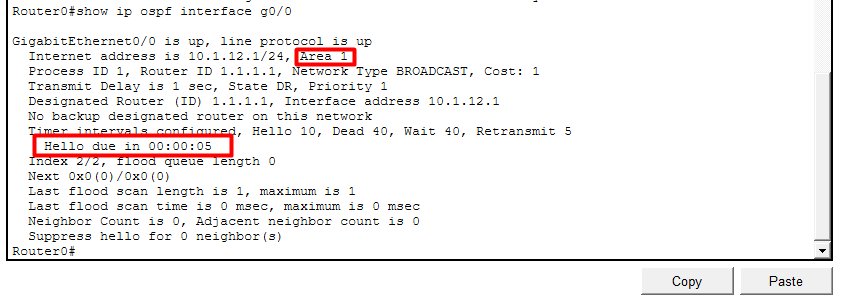 Router0#show ip ospf interface g0/0
GigabitEthernet0/0 is up, line protocol is up
Internet address is 10.1.12.1/24, Area 1
Process ID 1, Router ID 1.1.1.1, Network Type BROADCAST, Cost: 1
Transmit Delay is 1 sec, State DR, Priority 1
Designated Router (ID) 1.1.1.1, Interface address 10.1.12.1
No backup designated router on this network
Timer intervals configured, Hello 10, Dead 40, Wait 40, Retransmit 5
Hello due in 00:00:05
Index 2/2, flood queue length 0
Next 0x0(0)/0x0(0)
Last flood scan length is 1, maximum is 1
Last flood scan time is 0 msec, maximum is 0 msec
Neighbor Count is 0, Adjacent neighbor count is 0
Suppress hello for 0 neighbor(s)
Router0#
Copy Paste